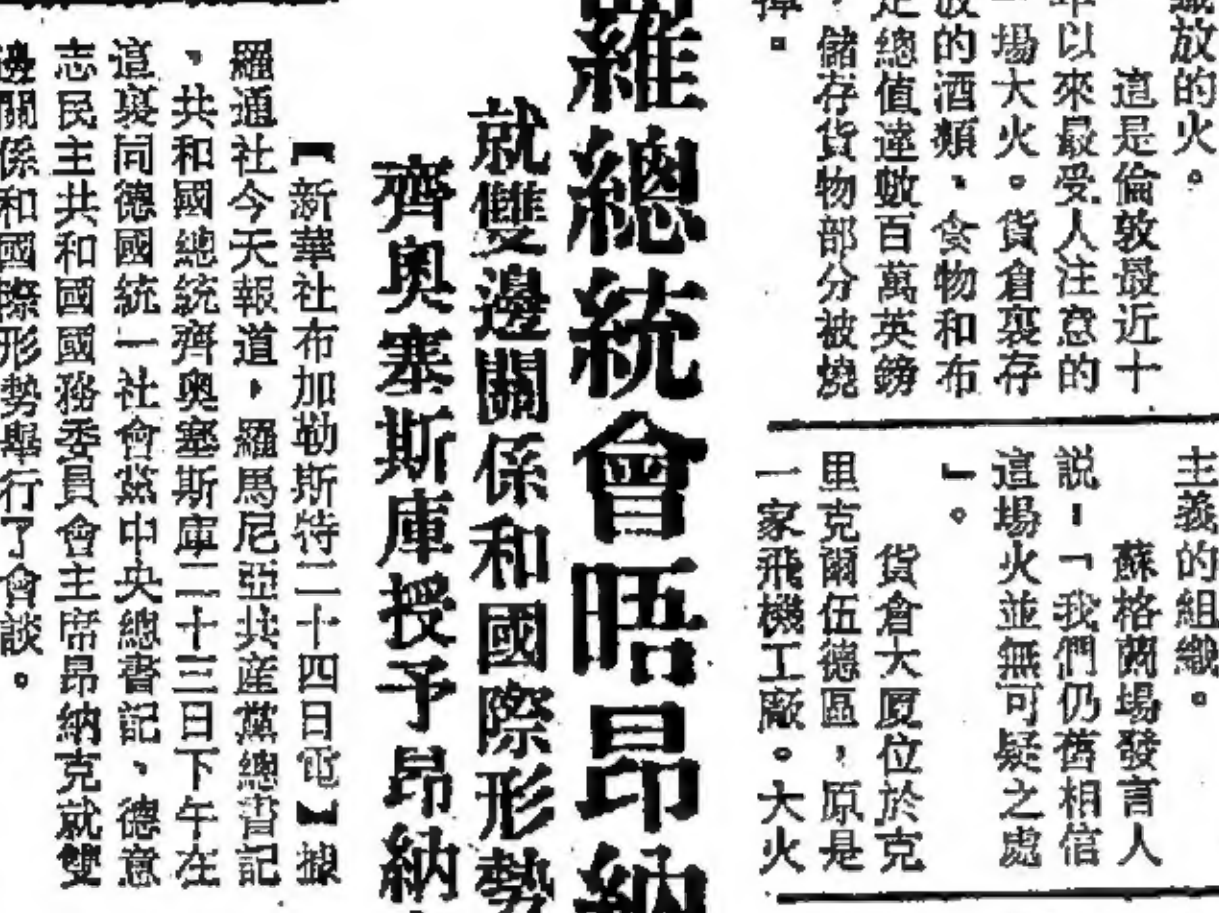 織放的火。
這是倫敦最近十
年以來最受人注意的
一場大火。貨倉裏存
放的酒類、食物和布
疋總值達數百萬英鎊
，儲存貨物部分被燒
掉。
主義的組織。
蘇格蘭場發言人
説：「我們仍舊相信
這場火並無可疑之處
」。
貨倉大厦位於克
里克爾伍德區，原是
一家飛機工廠。大火
羅總統會晤昂納
就雙邊關係和國際形勢
齊奧塞斯庫授予昂納
【新華社布加勒斯特二十四日電】據
羅通社今天報道，羅馬尼亞共産黨總書記
、共和國總統齊奧塞斯庫二十三日下午在
這裏同德國統一社會黨中央總書記、德意
志民主共和國國務委員會主席昂納克就雙
邊關係和國際形勢舉行了會談。